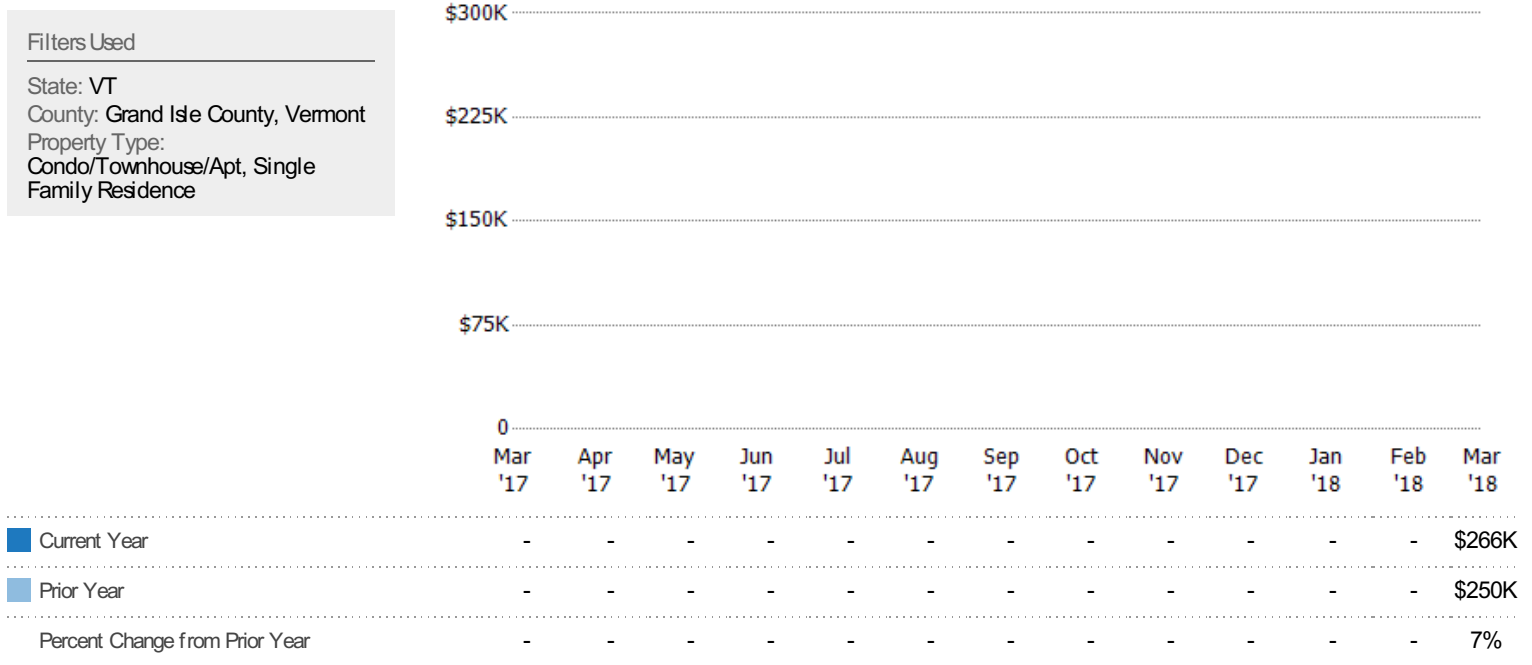 Filters Used
State: VT
County: Grand Isle County, Vermont
Property Type:
Condo/Townhouse/Apt, Single
Family Residence
$300K
$225K
$150K
$75K
0
Mar Apr May Jun Jul Aug Sep Oct Nov Dec Jan Feb Mar
'17 '17 '17 '17 '17 '17 '17 '17 '17 '17 '18 '18 '18
Current Year - - - - - - - - - - - - $266K
Prior Year - - - - - - - - - - - - $250K
Percent Change from Prior Year - - - - - - - - - - - - 7%